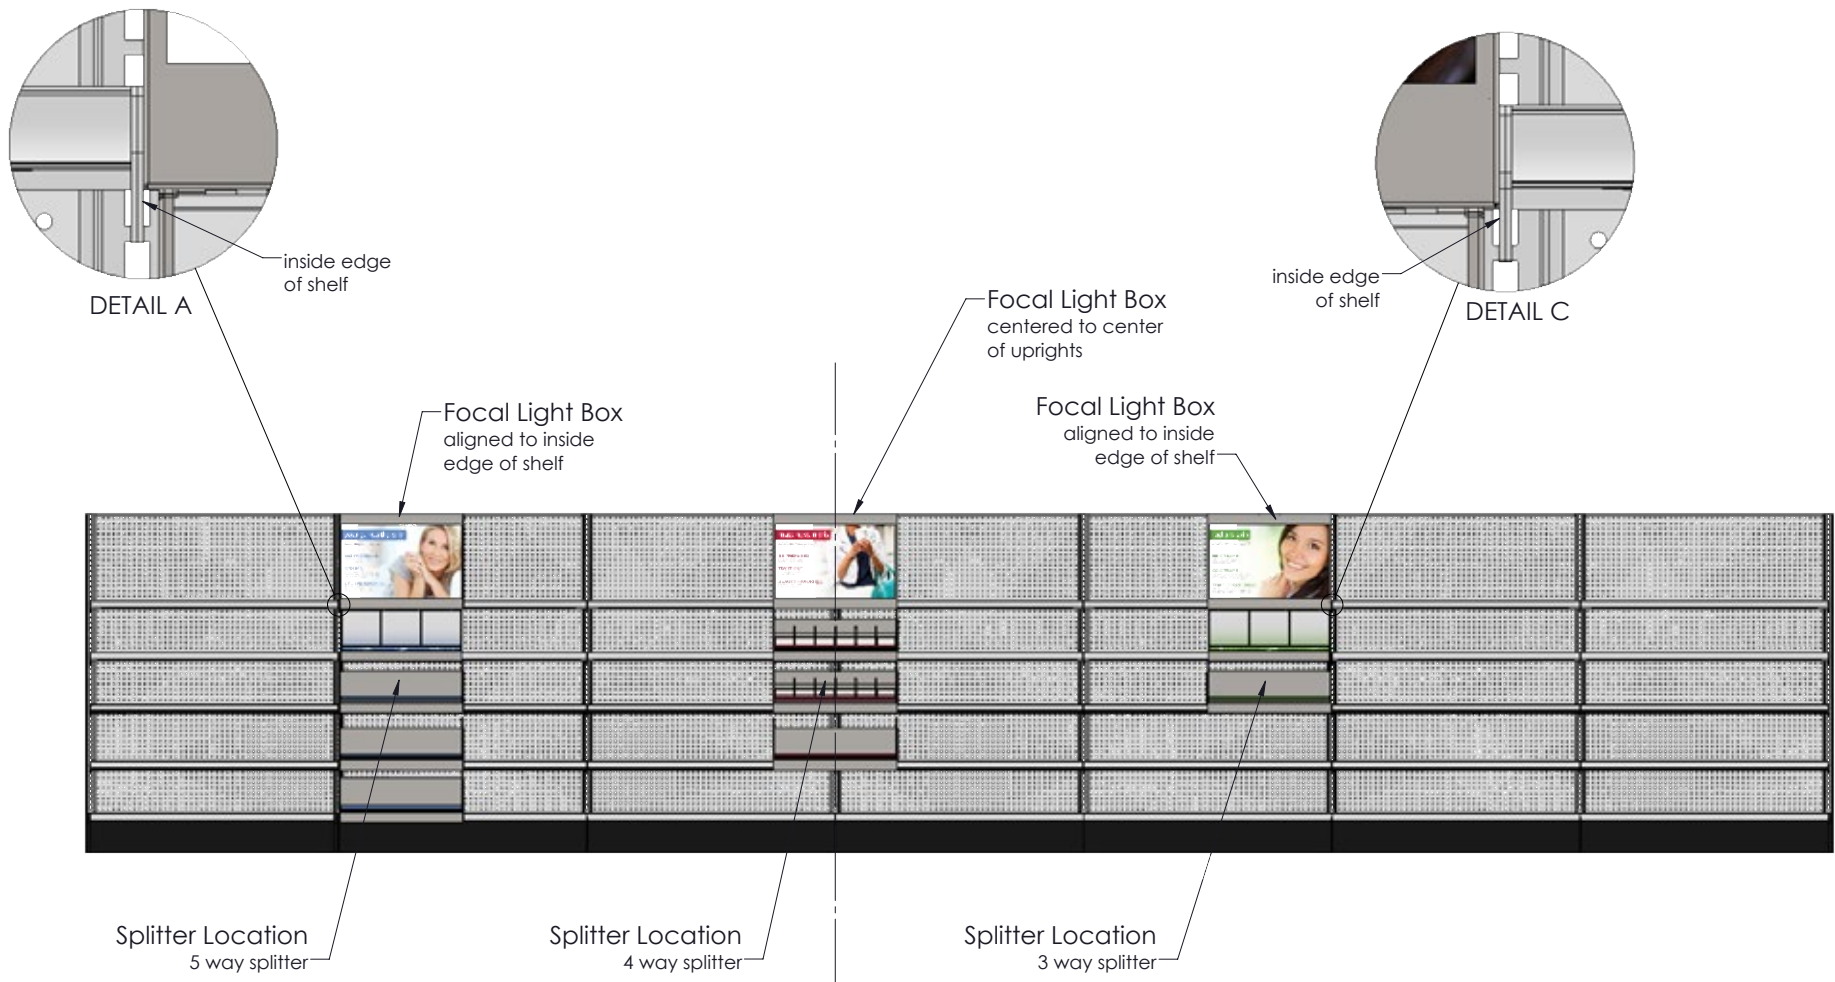 inside edge
of shelf
DETAIL A
inside edge
of shelf
DETAIL C
Focal Light Box
centered to center
of uprights
Focal Light Box
aligned to inside
edge of shelf
Focal Light Box
aligned to inside
edge of shelf
Splitter Location
5 way splitter
Splitter Location
4 way splitter
Splitter Location
3 way splitter